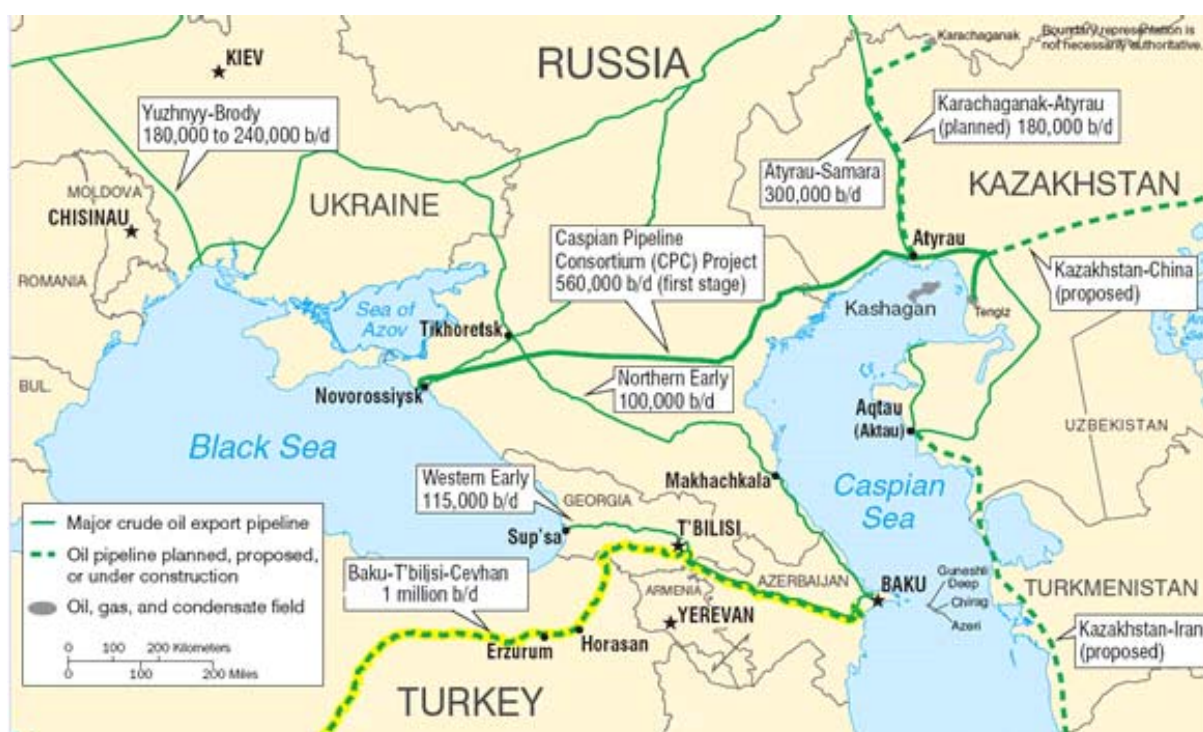 Karachaganak
Boundary representation is
not necessarily authoritative.
KIEV
RUSSIA
Yuzhnyy-Brody
180,000 to 240,000 b/d
Karachaganak-Atyrau
(planned) 180,000 b/d
Atyrau-Samara
300,000 b/d
MOLDOVA
CHISINAU
UKRAINE
KAZAKHSTAN
Caspian Pipeline
Consortium (CPC) Project
560,000 b/d (first stage)
Atyrau
ROMANIA
Kazakhstan-China
(proposed)
Sea of
Azov
Kashagan
Tengiz
Tikhoretsk
BUL.
Novorossiysk
Northern Early
100,000 b/d
Aqtau
(Aktau)
UZBEKISTAN
Black Sea
Western Early
115,000 b/d
GEORGIA
Makhachkala
Caspian
Sea
Major crude oil export pipeline
Oil pipeline planned, proposed,
or under construction
Oil, gas, and condensate field
0 100 200 Kilometers
0 100 200 Miles
Sup'sa
T'BILISI
Baku-T'bilisi-Ceyhan
1 million b/d
ARMENIA
AZERBAIJAN
BAKU
Guneshli
Deep
Chirag
Azeri
TURKMENISTAN
YEREVAN
Erzurum
Horasan
Kazakhstan-Iran
(proposed)
TURKEY